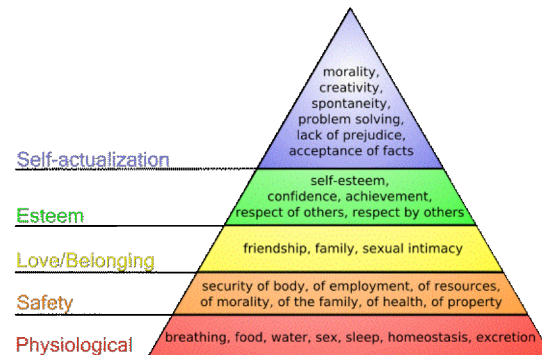 morality,
creativity,
spontaneity,
problem solving,
lack of prejudice,
acceptance of facts
Self-actualization
self-esteem,
confidence, achievement,
respect of others, respect by others
Esteem
friendship, family, sexual intimacy
Love/Belonging
security of body, of employment, of resources,
of morality, of the family, of health, of property
Safety
breathing, food, water, sex, sleep, homeostasis, excretion
Physiological